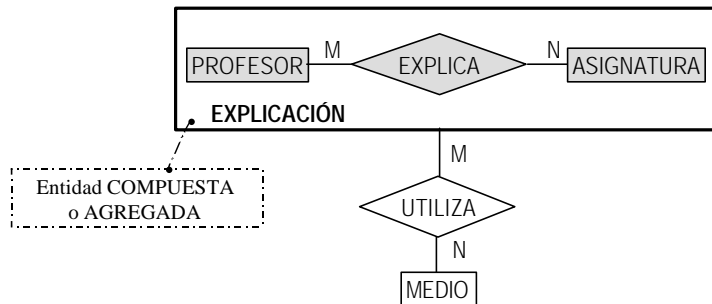 PROFESOR M EXPLICA N ASIGNATURA
EXPLICACIÓN
M
Entidad COMPUESTA
o AGREGADA
UTILIZA
N
MEDIO